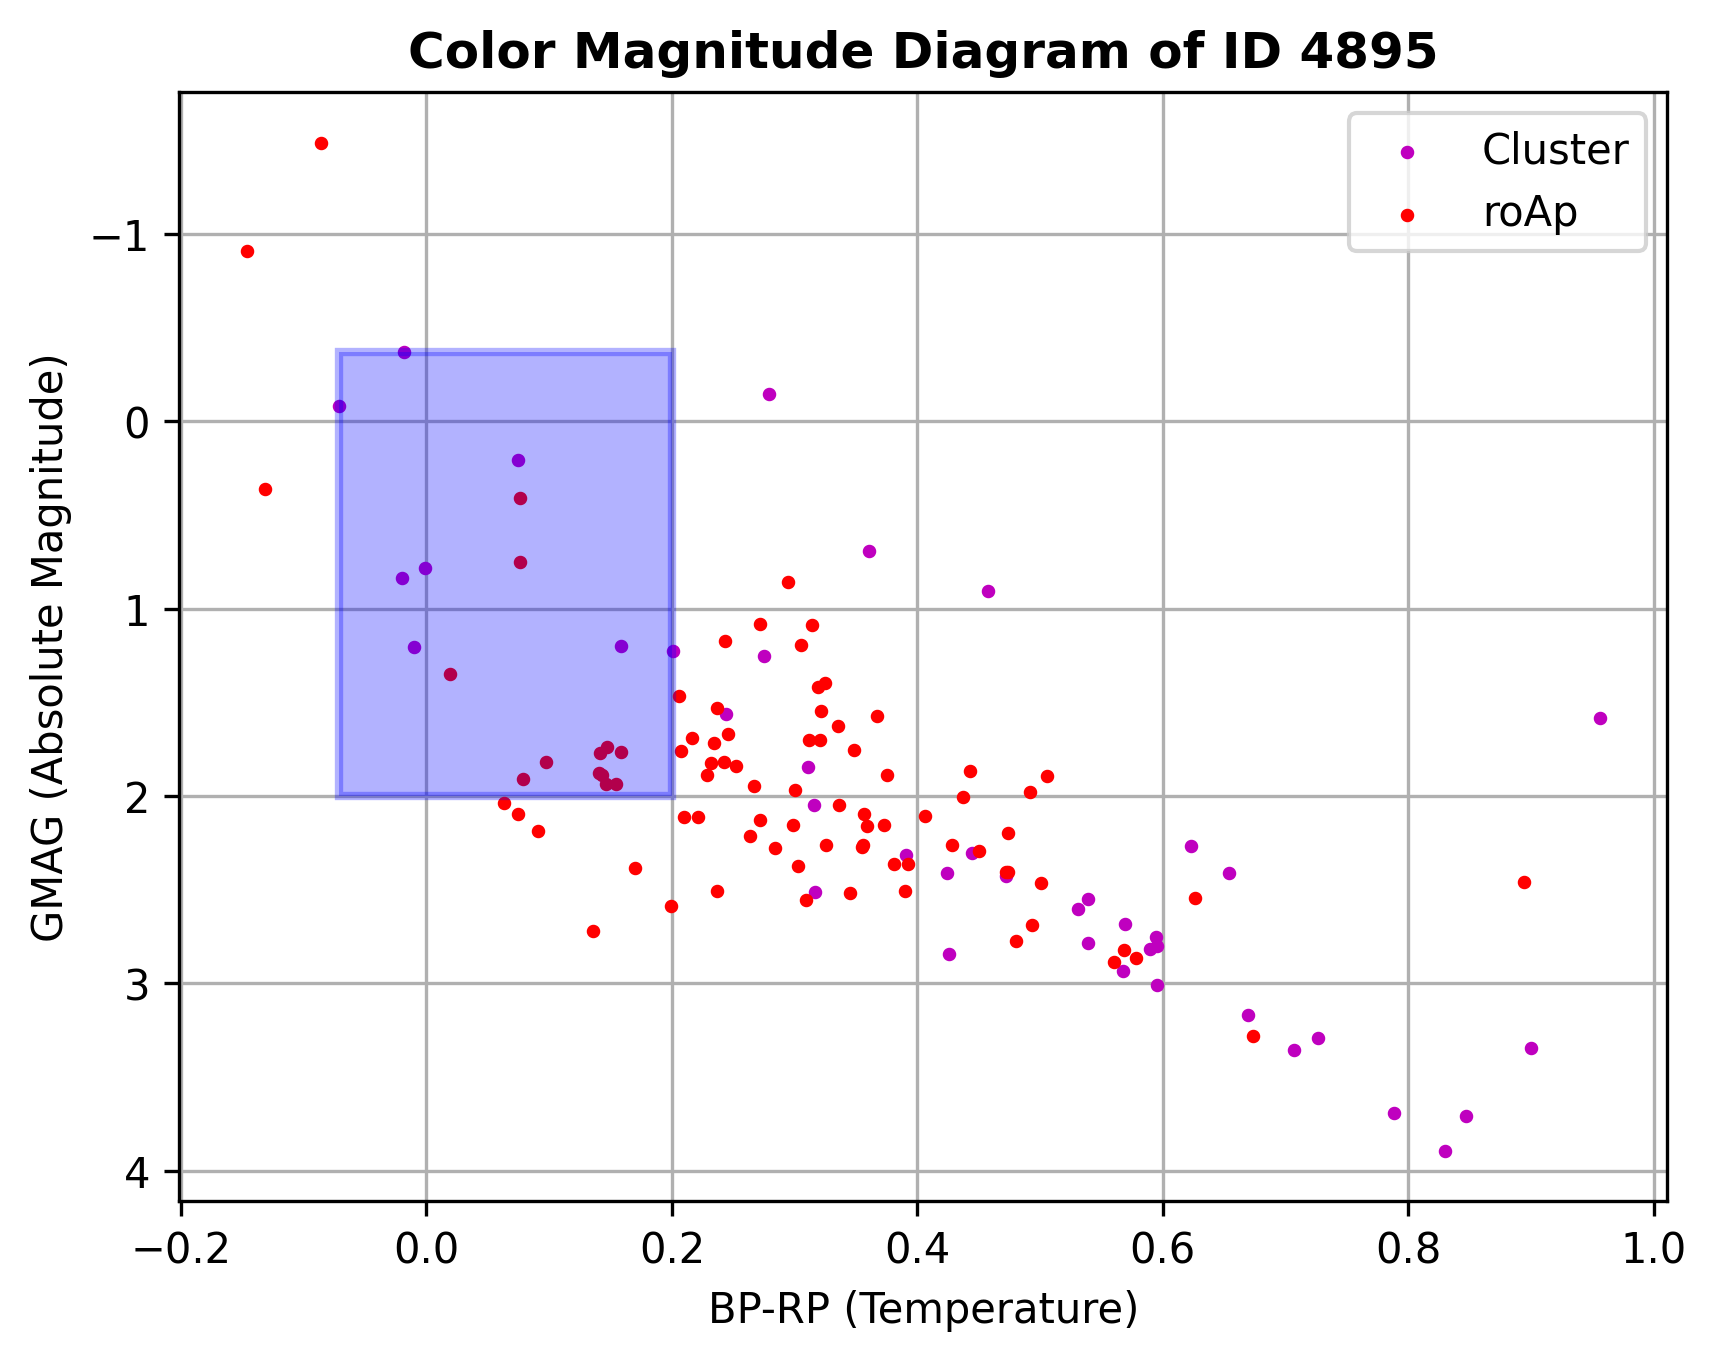 Color Magnitude Diagram of ID 4895
Cluster
roAp
GMAG (Absolute Magnitude)
−1
0
1
2
3
4
−0.2 0.0 0.2 0.4 0.6 0.8 1.0
BP-RP (Temperature)